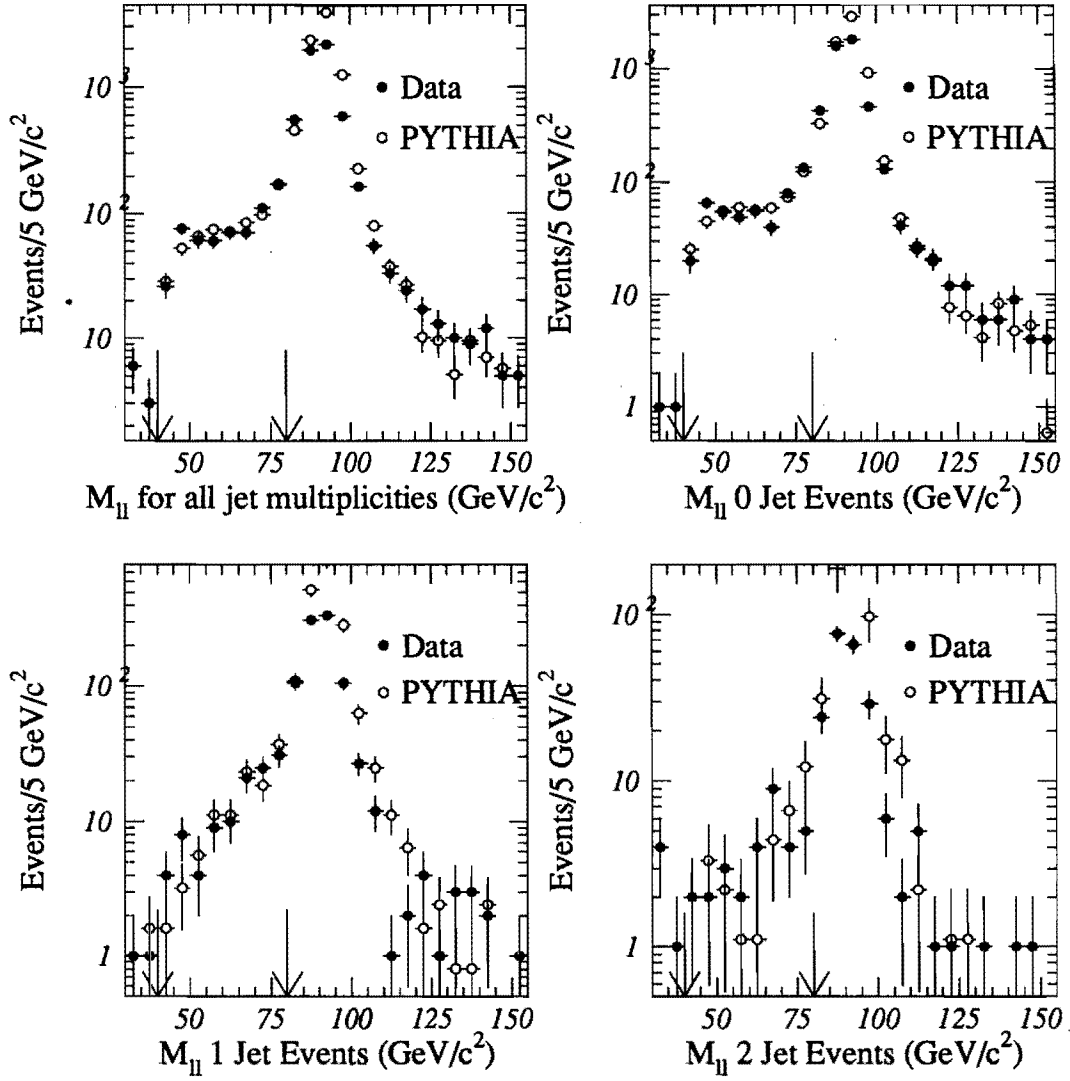 Events/5 GeV/c²
10³
10²
10
Data
PYTHIA
50 75 100 125 150
M_ll for all jet multiplicities (GeV/c²)
Events/5 GeV/c²
10³
10²
10
1
Data
PYTHIA
50 75 100 125 150
M_ll 0 Jet Events (GeV/c²)
Events/5 GeV/c²
10²
10
1
Data
PYTHIA
50 75 100 125 150
M_ll 1 Jet Events (GeV/c²)
Events/5 GeV/c²
10²
10
1
Data
PYTHIA
50 75 100 125 150
M_ll 2 Jet Events (GeV/c²)